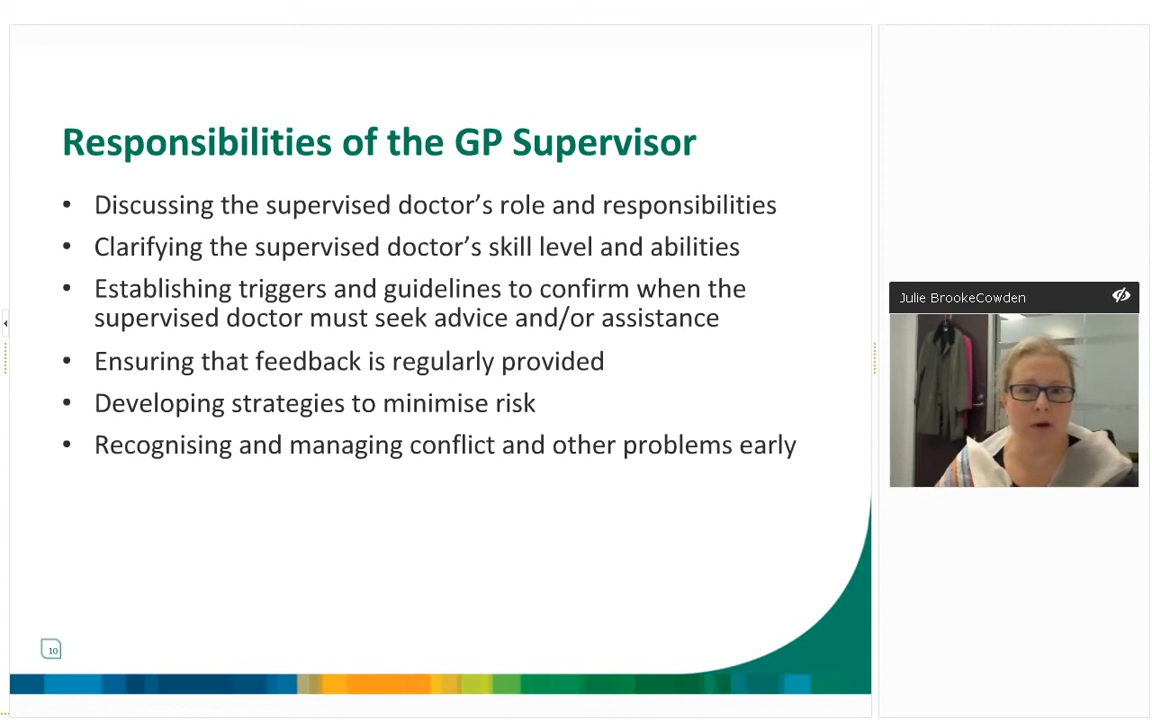 Responsibilities of the GP Supervisor
• Discussing the supervised doctor’s role and responsibilities
• Clarifying the supervised doctor’s skill level and abilities
• Establishing triggers and guidelines to confirm when the
supervised doctor must seek advice and/or assistance
• Ensuring that feedback is regularly provided
• Developing strategies to minimise risk
• Recognising and managing conflict and other problems early
10
Julie BrookeCowden